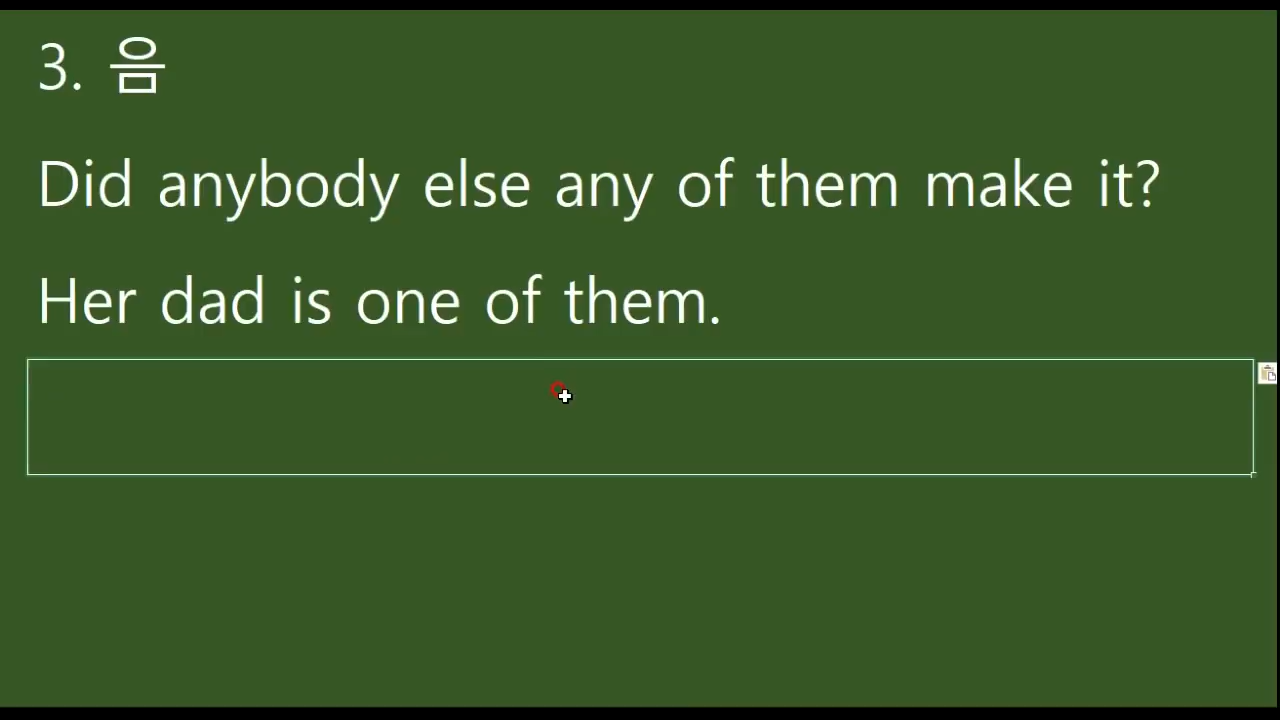 3. 음
Did anybody else any of them make it?
Her dad is one of them.